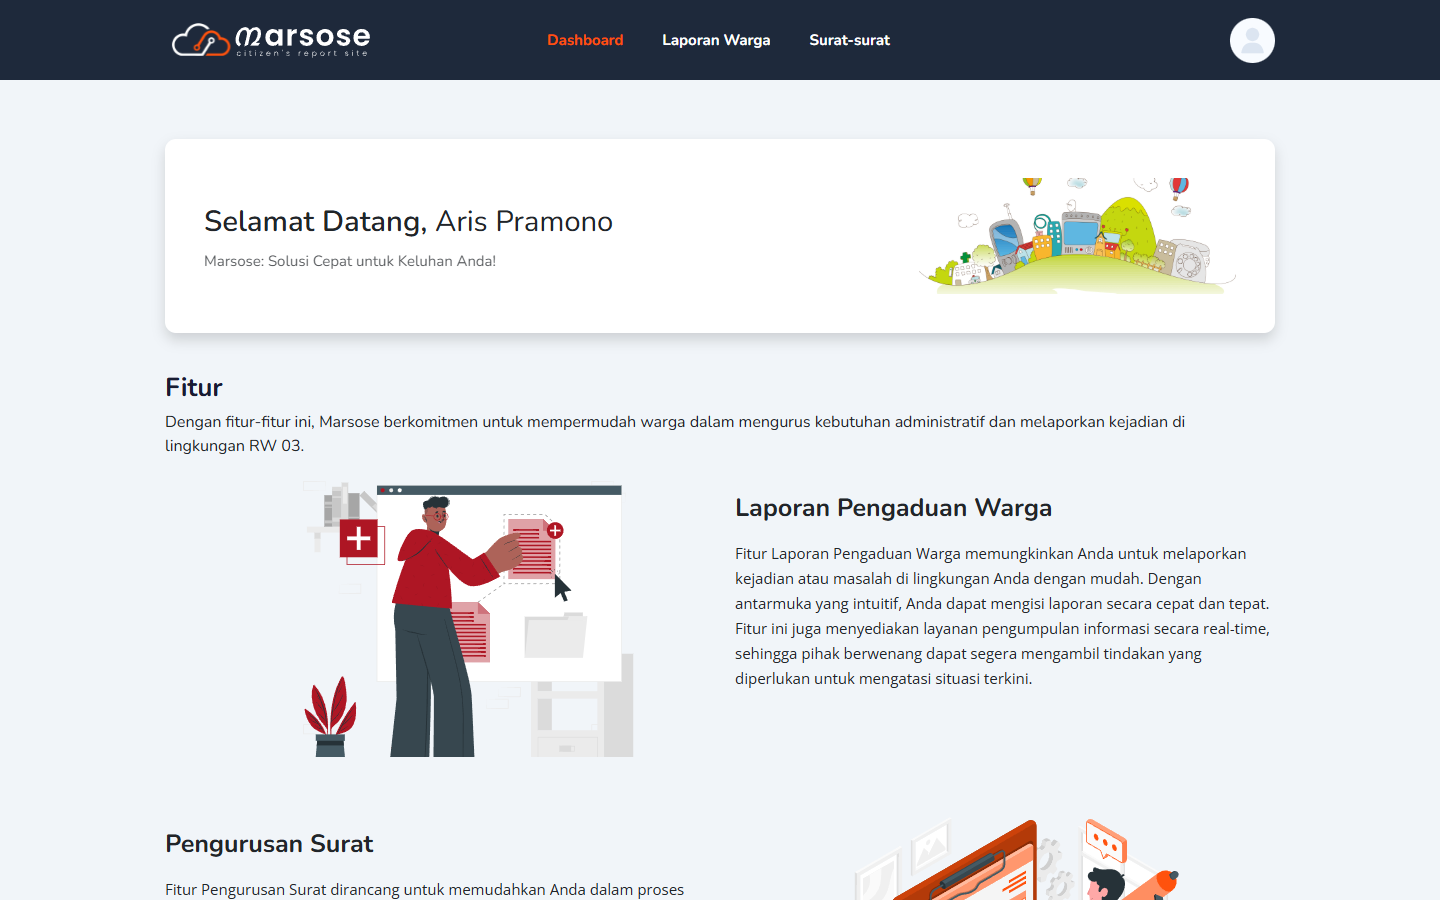 Marsose
citizen's report site
Dashboard
Laporan Warga
Surat-surat
Selamat Datang, Aris Pramono
Marsose: Solusi Cepat untuk Keluhan Anda!
Fitur
Dengan fitur-fitur ini, Marsose berkomitmen untuk mempermudah warga dalam mengurus kebutuhan administratif dan melaporkan kejadian di
lingkungan RW 03.
Laporan Pengaduan Warga
Fitur Laporan Pengaduan Warga memungkinkan Anda untuk melaporkan
kejadian atau masalah di lingkungan Anda dengan mudah. Dengan
antarmuka yang intuitif, Anda dapat mengisi laporan secara cepat dan tepat.
Fitur ini juga menyediakan layanan pengumpulan informasi secara real-time,
sehingga pihak berwenang dapat segera mengambil tindakan yang
diperlukan untuk mengatasi situasi terkini.
Pengurusan Surat
Fitur Pengurusan Surat dirancang untuk memudahkan Anda dalam proses